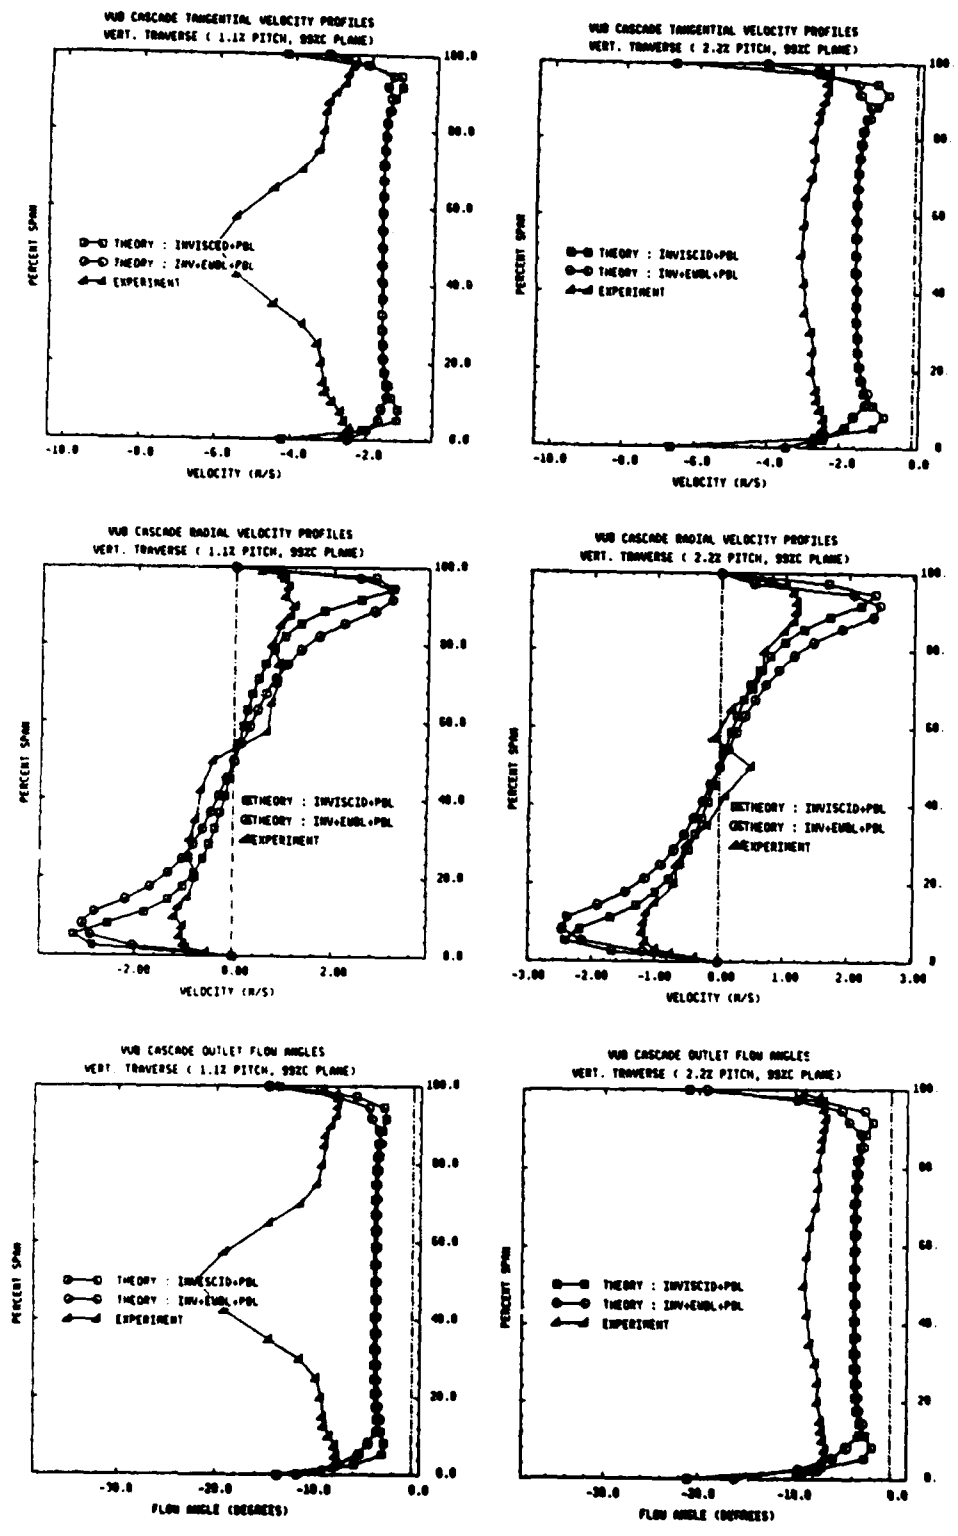 VUB CASCADE TANGENTIAL VELOCITY PROFILES
VERT. TRAVERSE ( 1.1% PITCH, 99%C PLANE)
100.0
80.0
60.0
40.0
20.0
0.0
PERCENT SPAN
THEORY : INVISCED+PBL
THEORY : INV+EWBL+PBL
EXPERIMENT
-10.0 -8.0 -6.0 -4.0 -2.0
VELOCITY (M/S)
VUB CASCADE TANGENTIAL VELOCITY PROFILES
VERT. TRAVERSE ( 2.2% PITCH, 99%C PLANE)
100.
80.
60.
40.
20.
0.
PERCENT SPAN
THEORY : INVISCID+PBL
THEORY : INV+EWBL+PBL
EXPERIMENT
-10.0 -8.0 -6.0 -4.0 -2.0 0.0
VELOCITY (M/S)
VUB CASCADE RADIAL VELOCITY PROFILES
VERT. TRAVERSE ( 1.1% PITCH, 99%C PLANE)
100.0
80.0
60.0
40.0
20.0
0.0
PERCENT SPAN
THEORY : INVISCID+PBL
THEORY : INV+EWBL+PBL
EXPERIMENT
-2.00 0.00 2.00
VELOCITY (M/S)
VUB CASCADE RADIAL VELOCITY PROFILES
VERT. TRAVERSE ( 2.2% PITCH, 99%C PLANE)
100.
80.
60.
40.
20.
0
PERCENT SPAN
THEORY : INVISCID+PBL
THEORY : INV+EWBL+PBL
EXPERIMENT
-3.00 -2.00 -1.00 0.00 1.00 2.00 3.00
VELOCITY (M/S)
VUB CASCADE OUTLET FLOW ANGLES
VERT. TRAVERSE ( 1.1% PITCH, 99%C PLANE)
100.0
80.0
60.0
40.0
20.0
0.0
PERCENT SPAN
THEORY : INVISCID+PBL
THEORY : INV+EWBL+PBL
EXPERIMENT
-30.0 -20.0 -10.0 -0.0
FLOW ANGLE (DEGREES)
VUB CASCADE OUTLET FLOW ANGLES
VERT. TRAVERSE ( 2.2% PITCH, 99%C PLANE)
100.
80.
60.
40.
20.
0.
PERCENT SPAN
THEORY : INVISCID+PBL
THEORY : INV+EWBL+PBL
EXPERIMENT
-30.0 -20.0 -10.0 0.0
FLOW ANGLE (DEGREES)